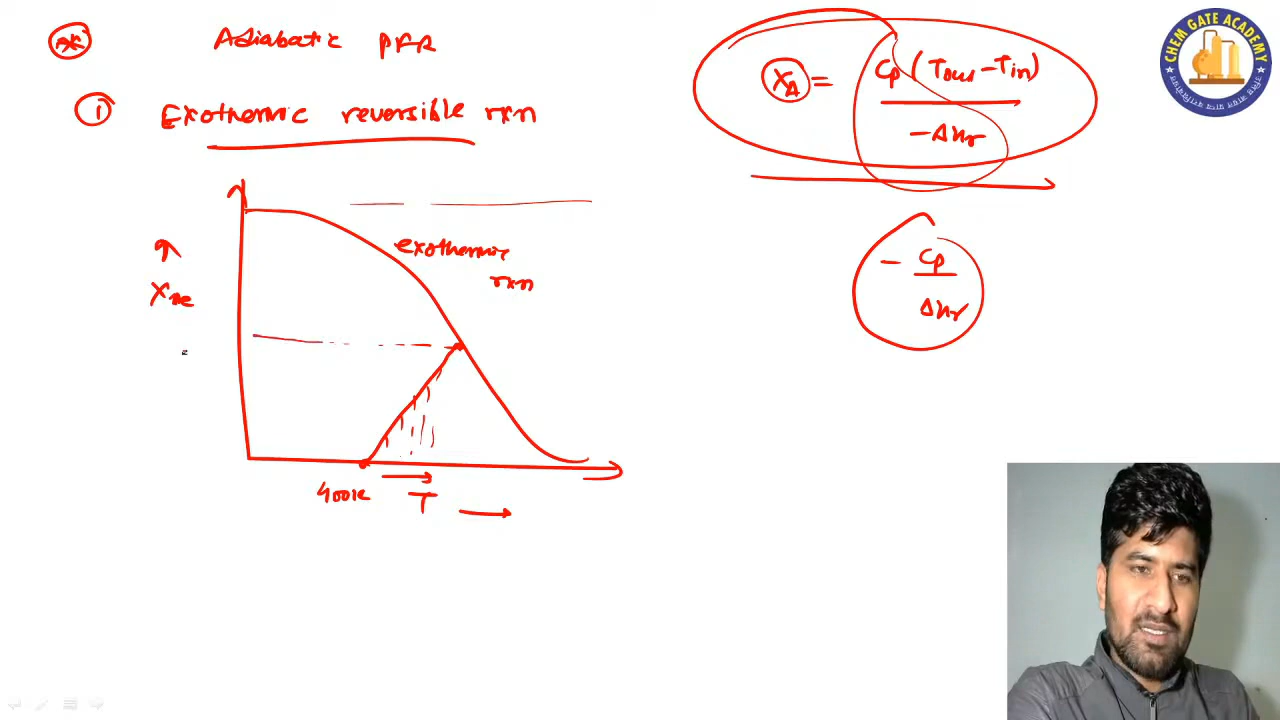 Adiabatic PFR
1 Exothermic reversible rxn
XA = Cp (Tout - Tin)
-ΔHr
- Cp
ΔHr
exothermic
rxn
XAe
400K
T
CHEM GATE ACADEMY